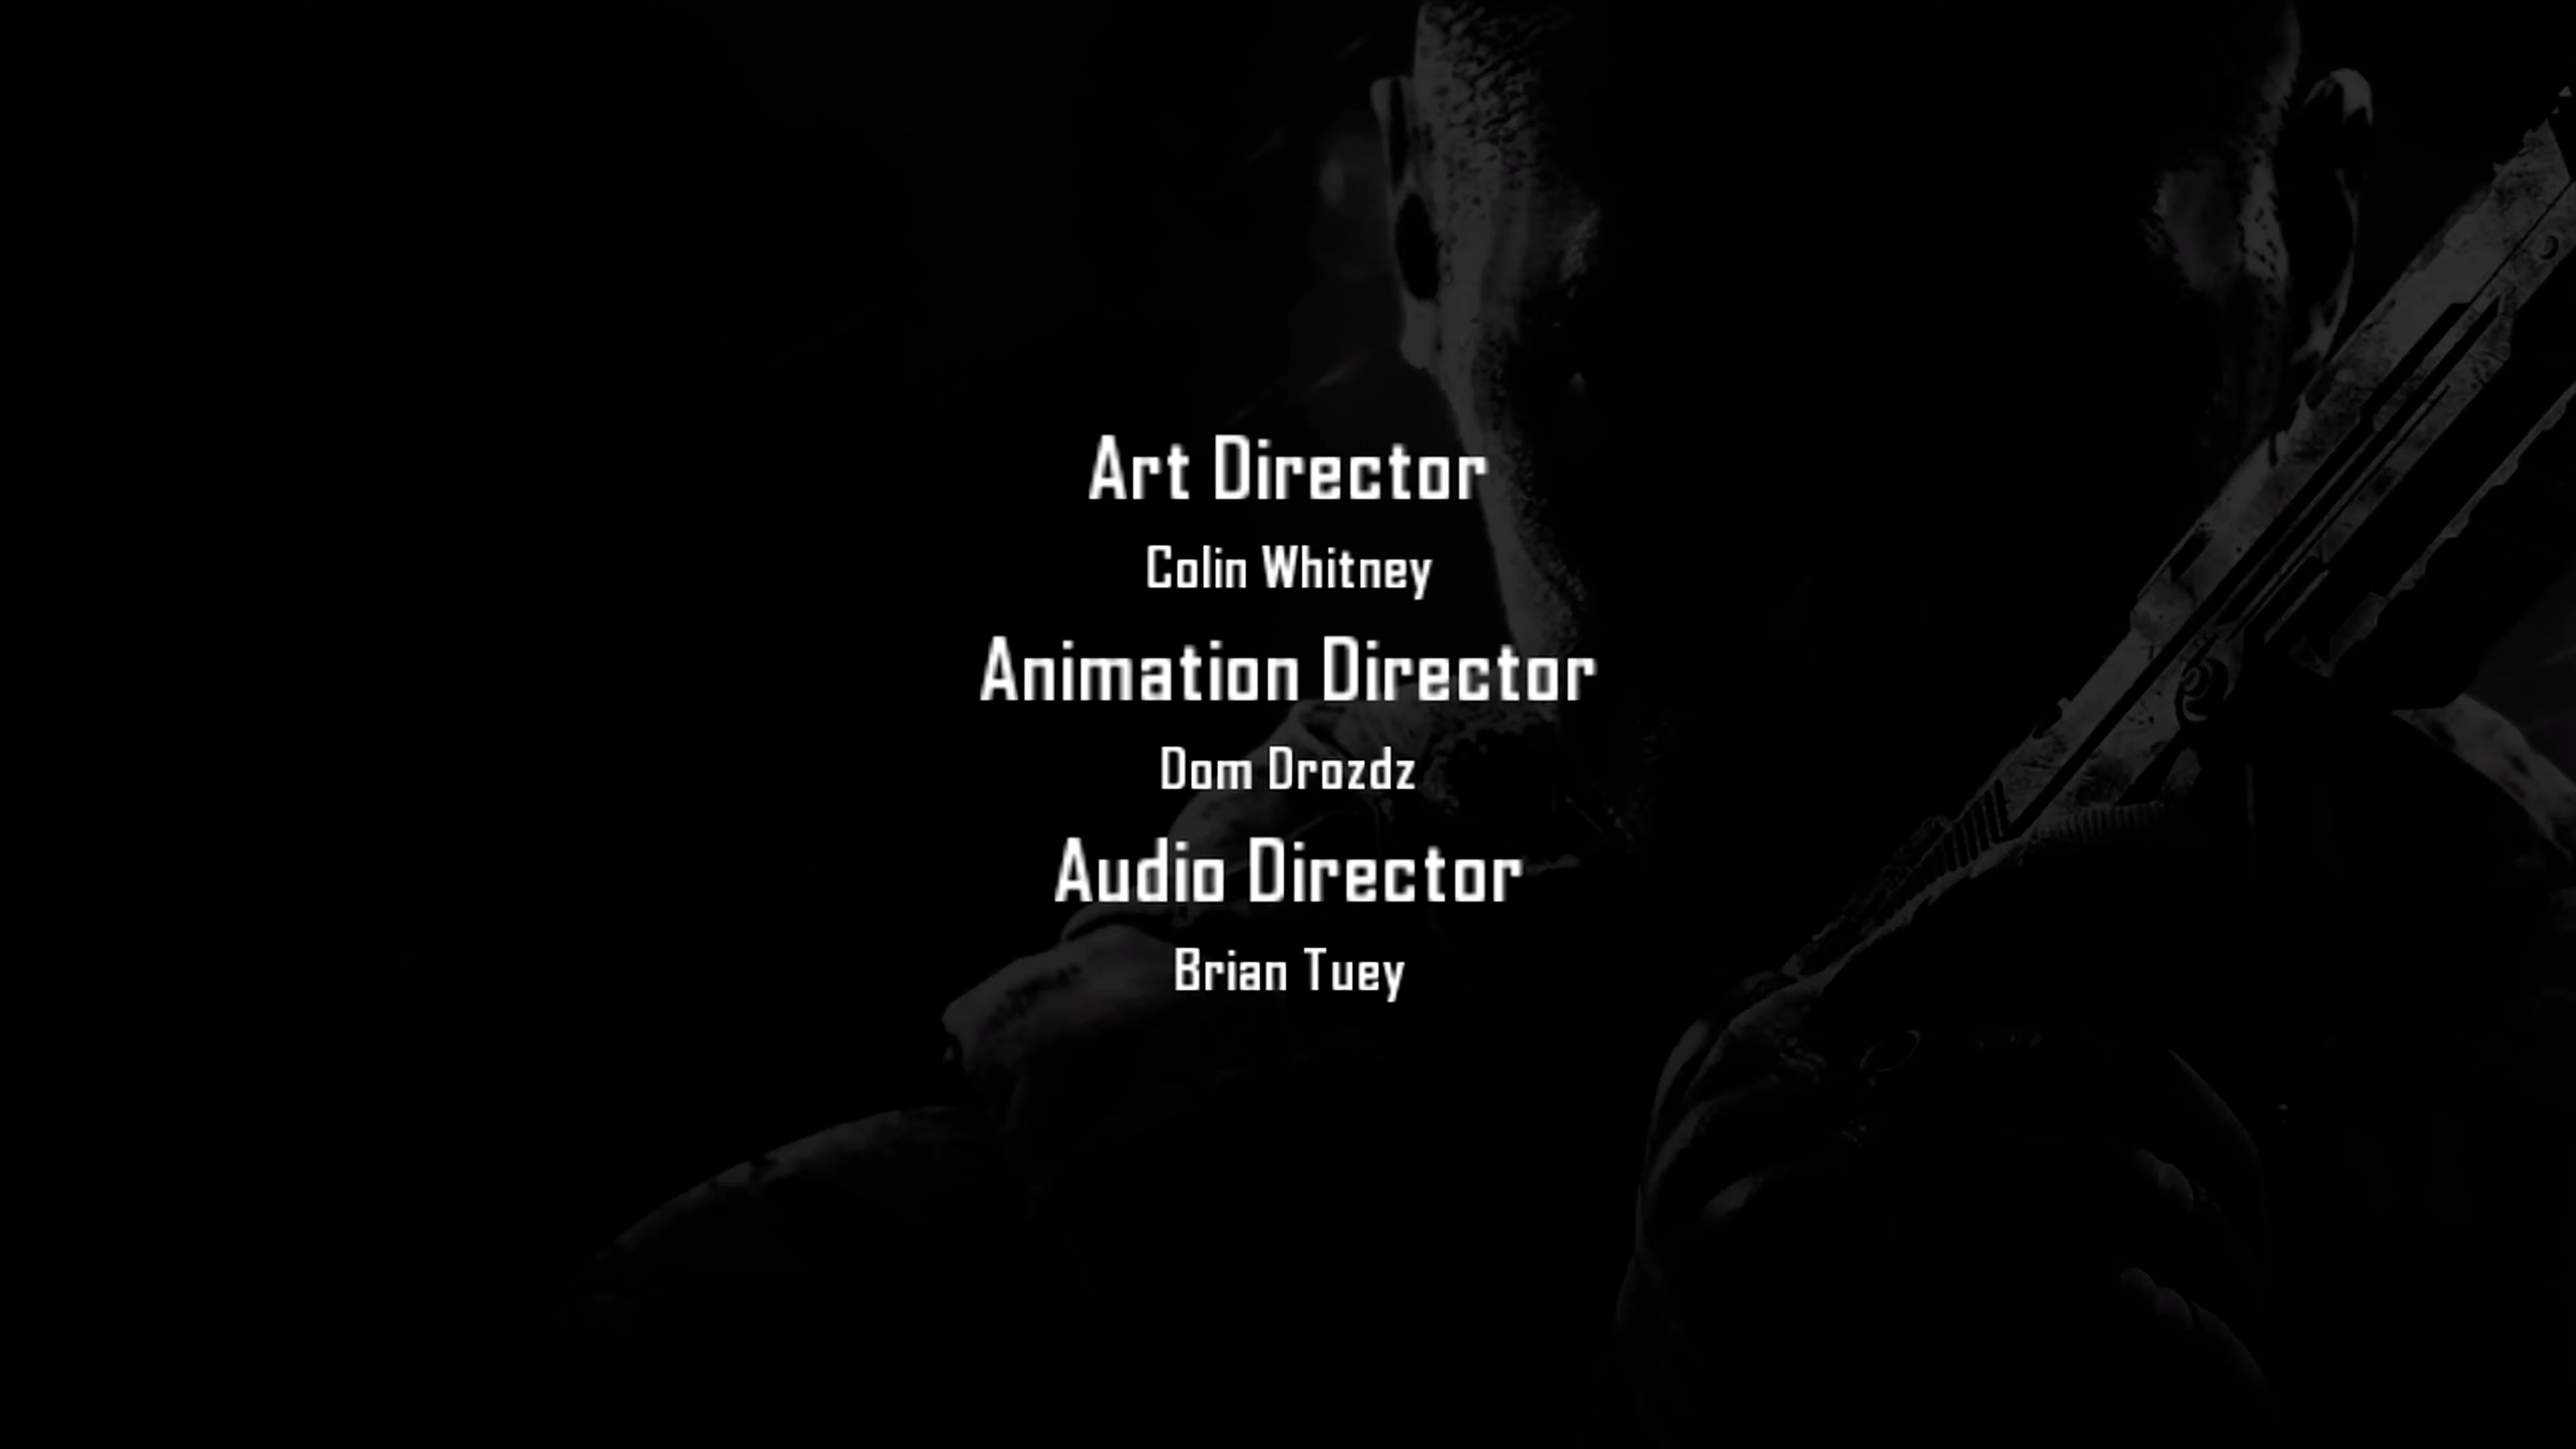 Art Director
Colin Whitney
Animation Director
Dom Drozdz
Audio Director
Brian Tuey